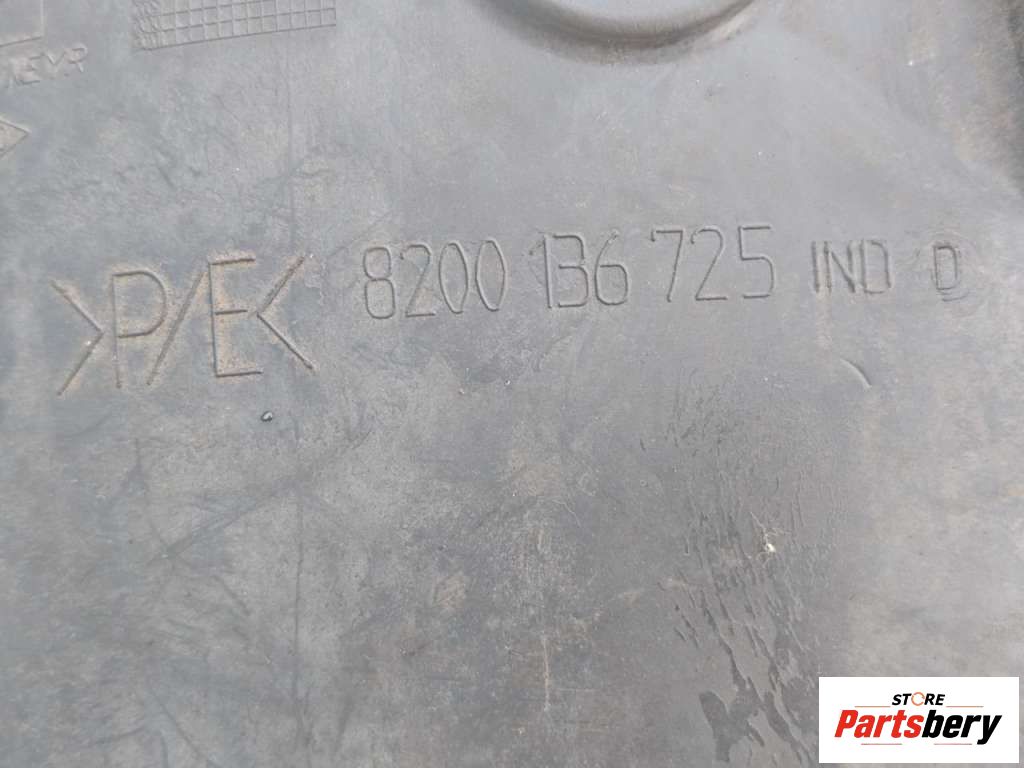 >P/E< 8200 136 725 IND D
STORE
Partsbery